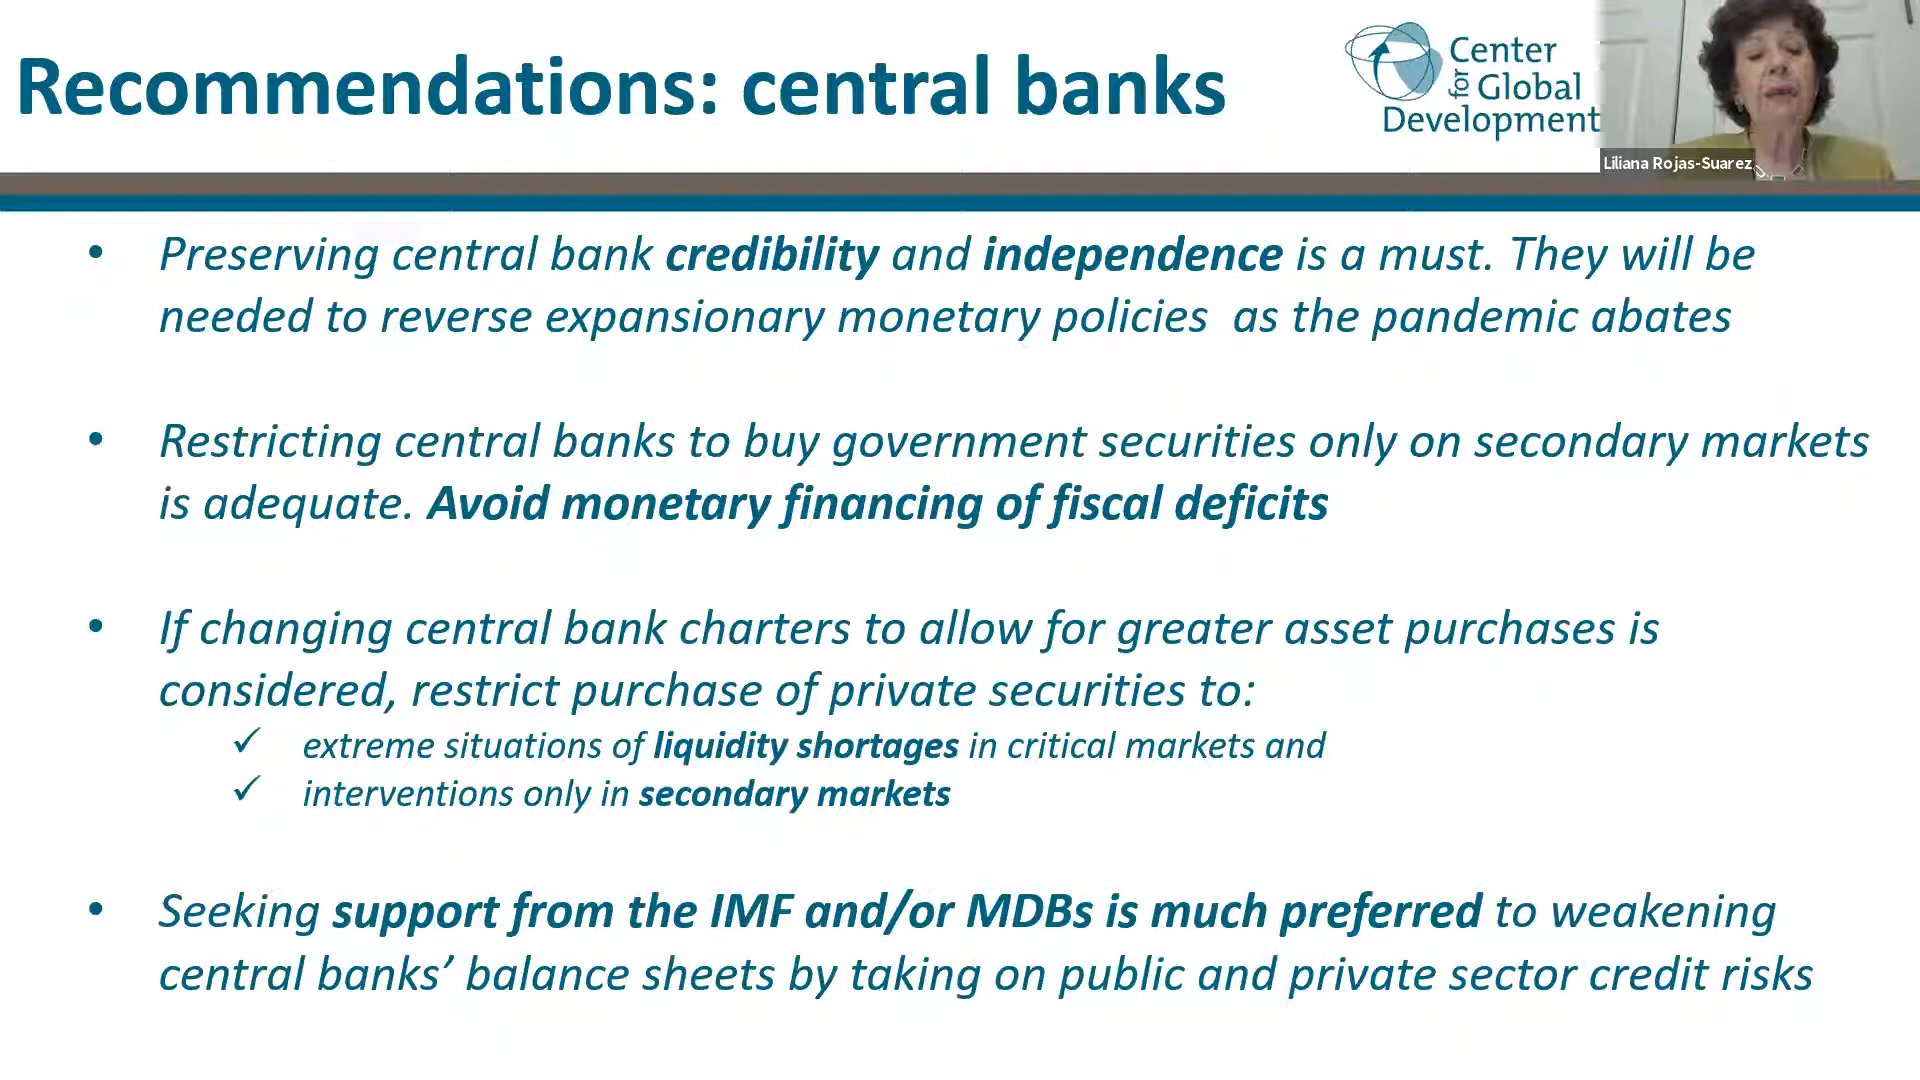 Recommendations: central banks
Center
for Global
Development
Liliana Rojas-Suarez
• Preserving central bank credibility and independence is a must. They will be
needed to reverse expansionary monetary policies as the pandemic abates
• Restricting central banks to buy government securities only on secondary markets
is adequate. Avoid monetary financing of fiscal deficits
• If changing central bank charters to allow for greater asset purchases is
considered, restrict purchase of private securities to:
✓ extreme situations of liquidity shortages in critical markets and
✓ interventions only in secondary markets
• Seeking support from the IMF and/or MDBs is much preferred to weakening
central banks’ balance sheets by taking on public and private sector credit risks